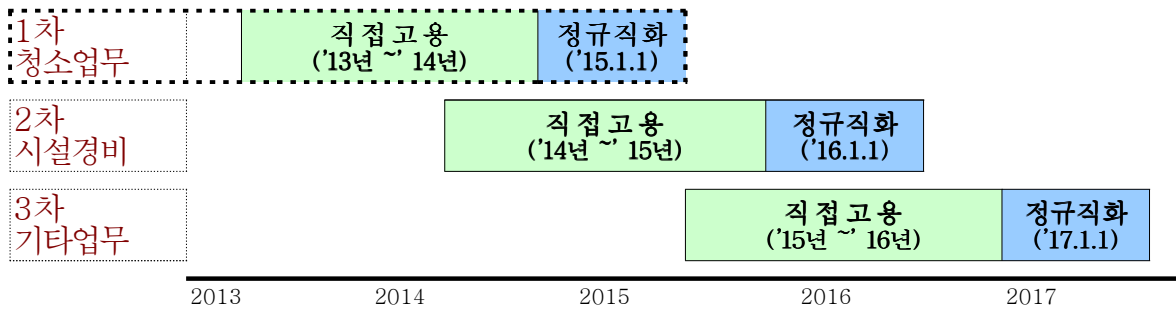 1차
청소업무
직접고용
('13년 ~' 14년)
정규직화
('15.1.1)
2차
시설경비
직접고용
('14년 ~' 15년)
정규직화
('16.1.1)
3차
기타업무
직접고용
('15년 ~' 16년)
정규직화
('17.1.1)
2013 2014 2015 2016 2017